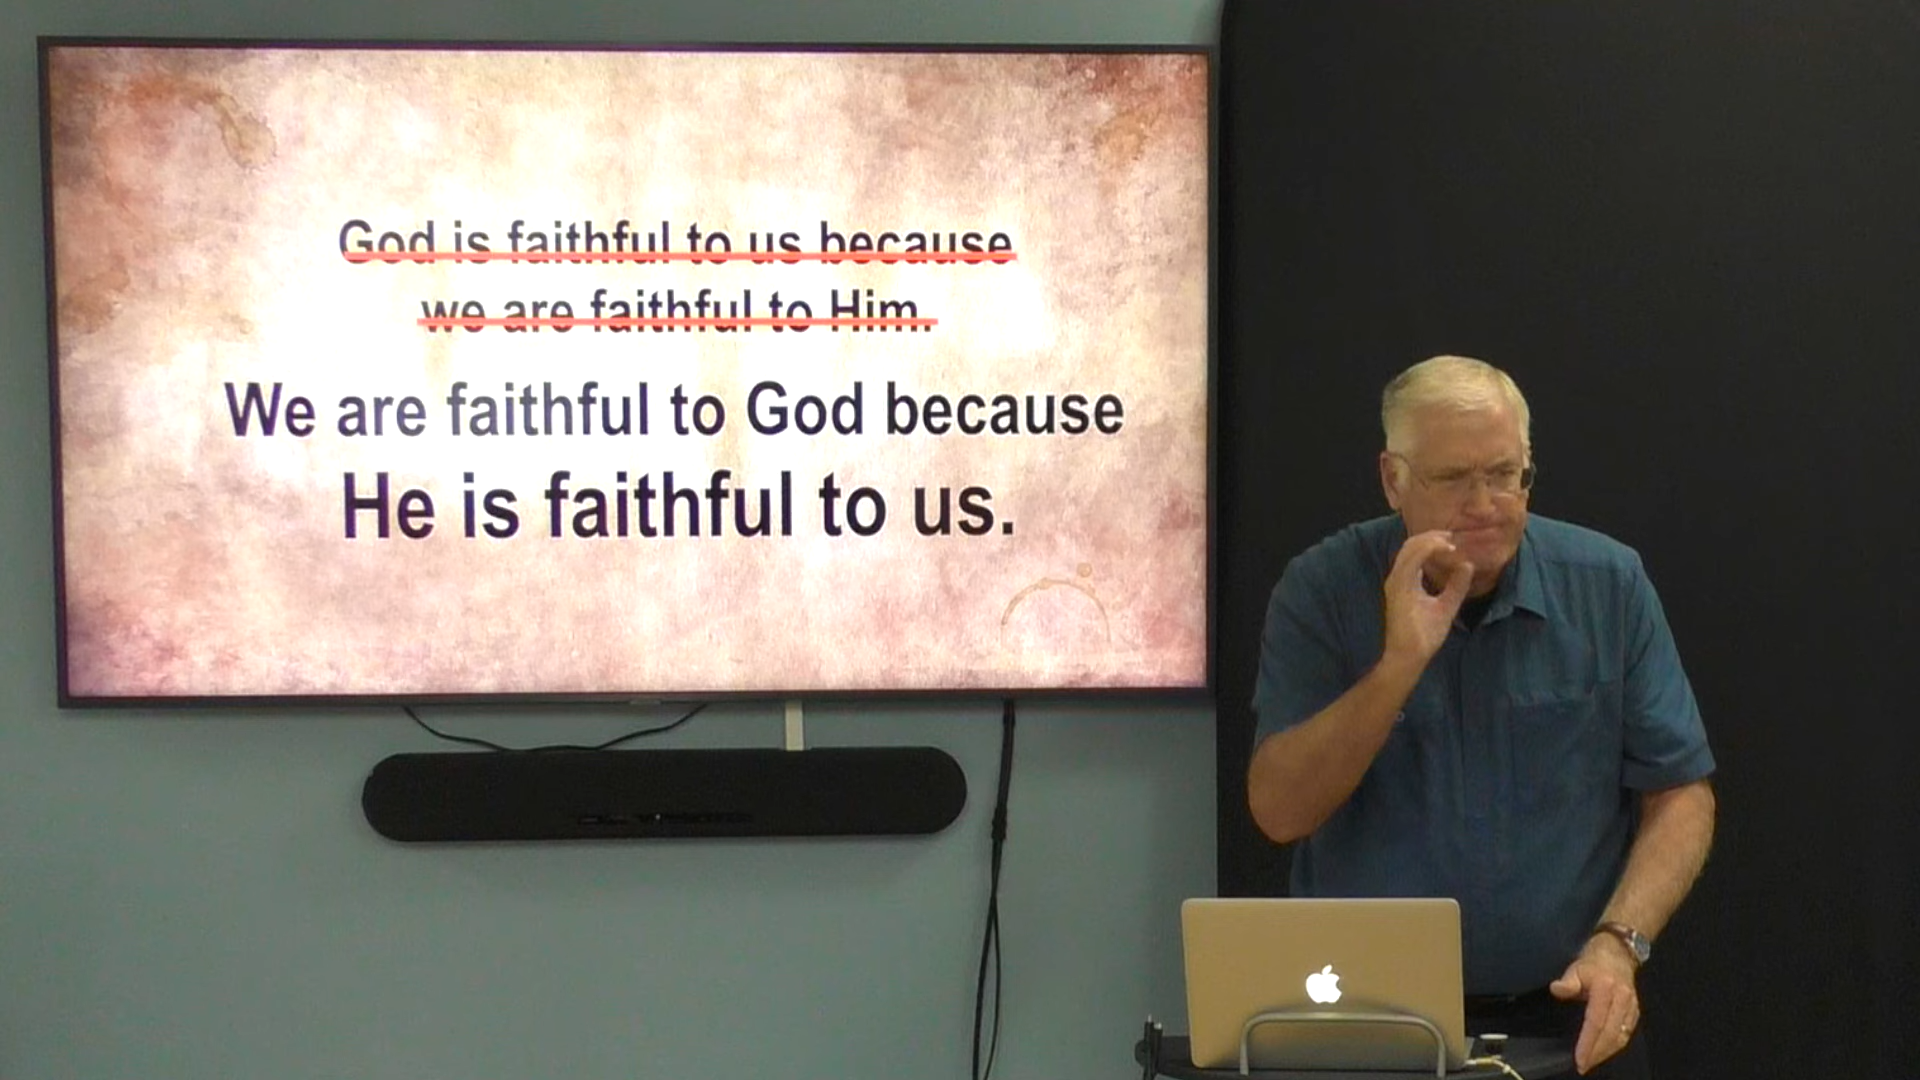 God is faithful to us because
we are faithful to Him.
We are faithful to God because
He is faithful to us.